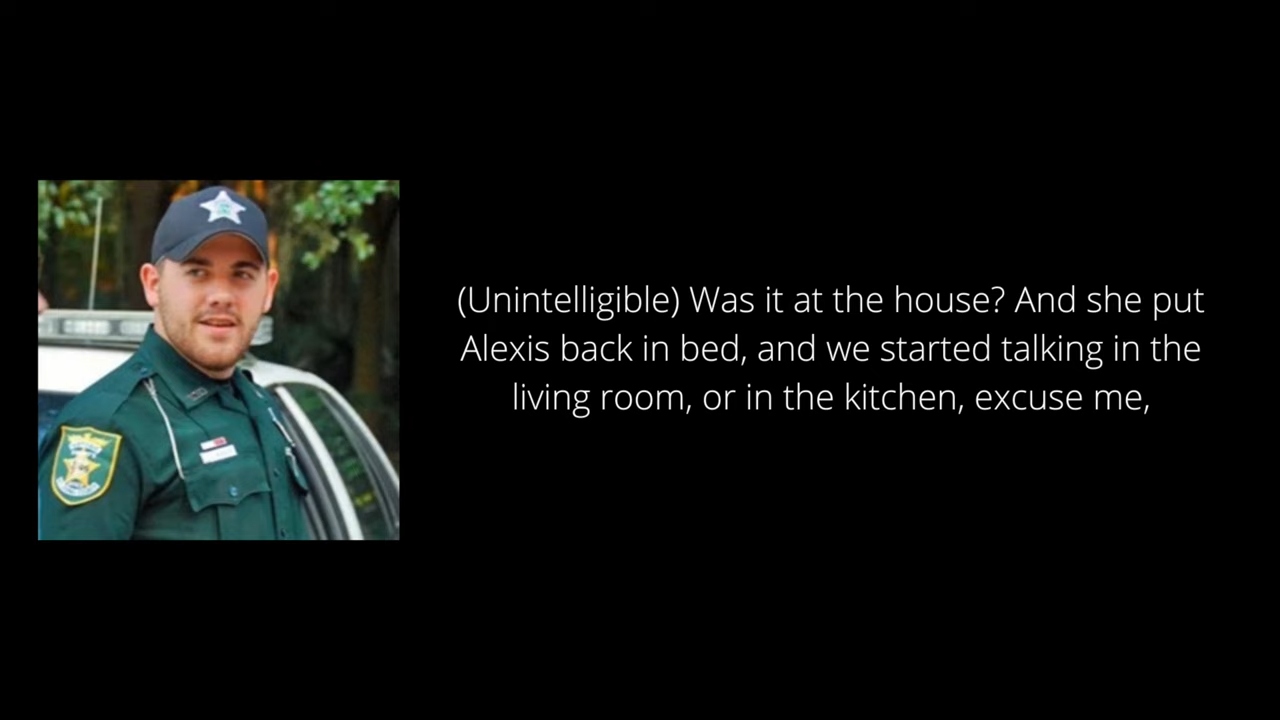 (Unintelligible) Was it at the house? And she put
Alexis back in bed, and we started talking in the
living room, or in the kitchen, excuse me,